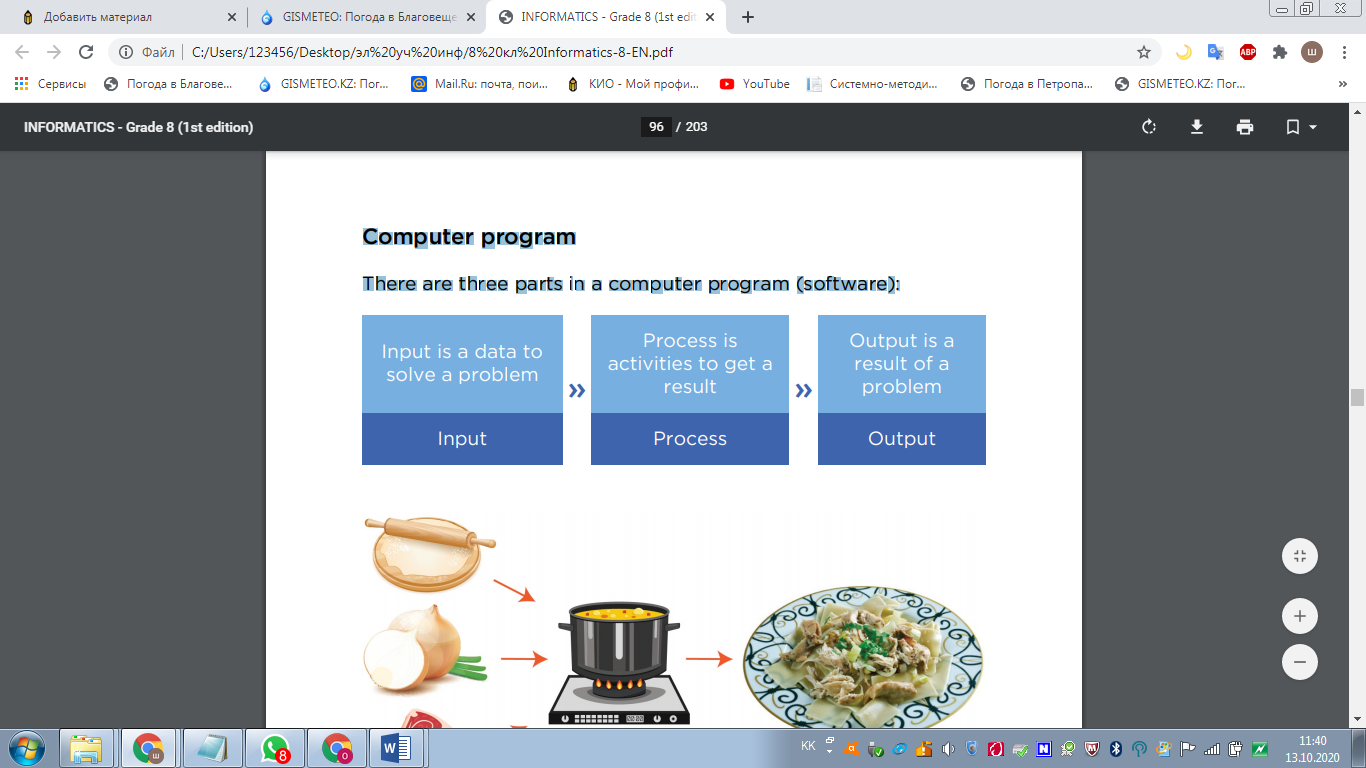 Добавить материал
GISMETEO: Погода в Благовеще
INFORMATICS - Grade 8 (1st edit
Файл
C:/Users/123456/Desktop/эл%20уч%20инф/8%20кл%20Informatics-8-EN.pdf
ABP
Ш
Сервисы
Погода в Благове...
GISMETEO.KZ: Пог...
Mail.Ru: почта, пои...
КИО - Мой профи...
YouTube
Системно-методи...
Погода в Петропа...
GISMETEO.KZ: Пог...
INFORMATICS - Grade 8 (1st edition)
96 / 203
Computer program
There are three parts in a computer program (software):
Input is a data to
solve a problem
Input
Process is
activities to get a
result
Process
Output is a
result of a
problem
Output
8
KK
11:40
13.10.2020